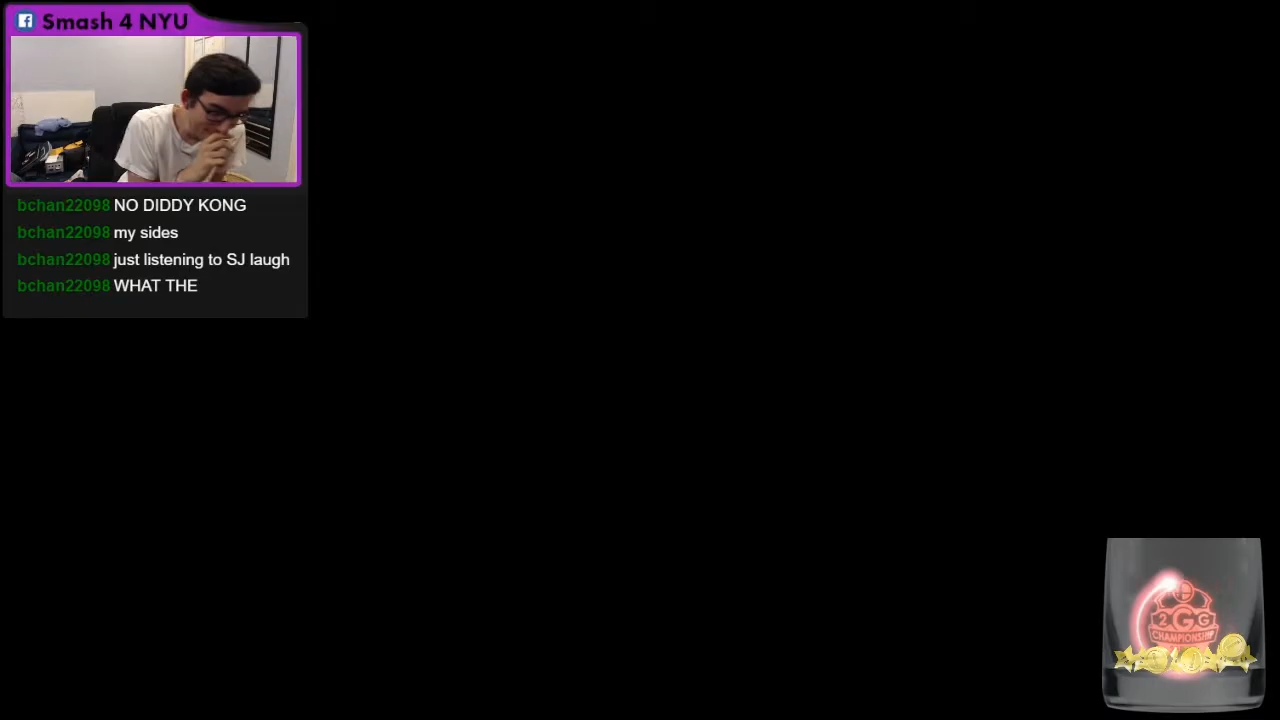 Smash 4 NYU
bchan22098 NO DIDDY KONG
bchan22098 my sides
bchan22098 just listening to SJ laugh
bchan22098 WHAT THE
2GG
CHAMPIONSHIP